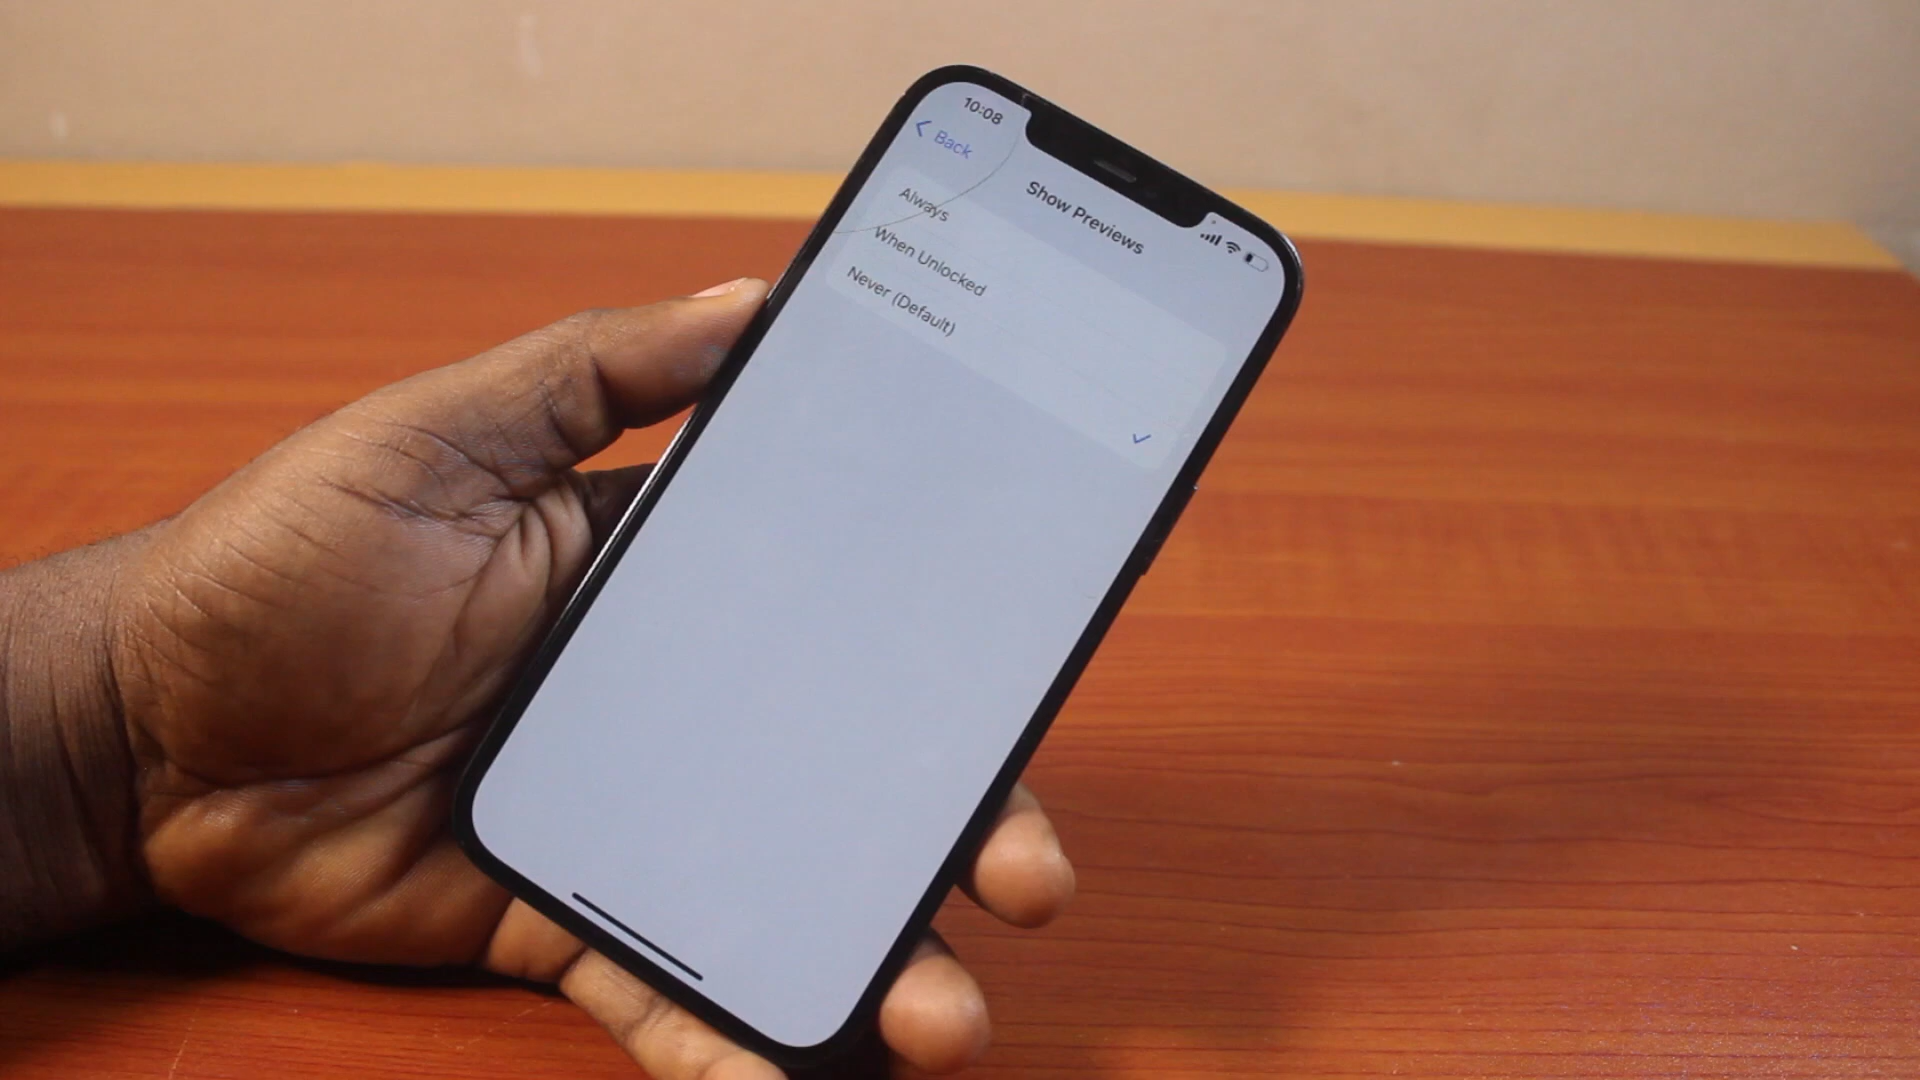 10:08
Back
Show Previews
Always
When Unlocked
Never (Default)